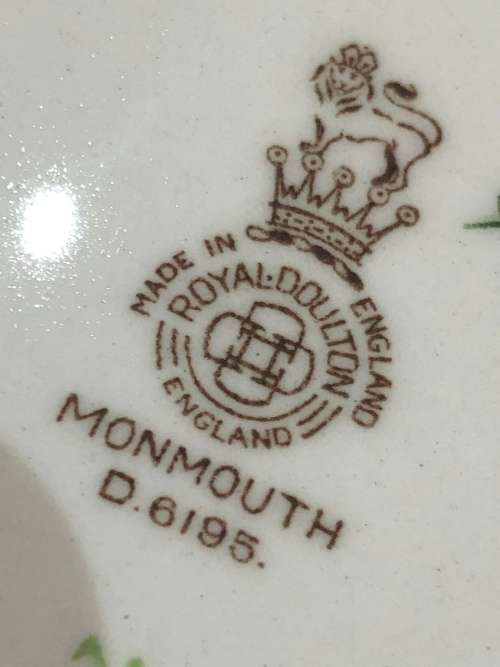 MADE IN ENGLAND
ROYAL·DOULTON
ENGLAND
MONMOUTH
D.6195.